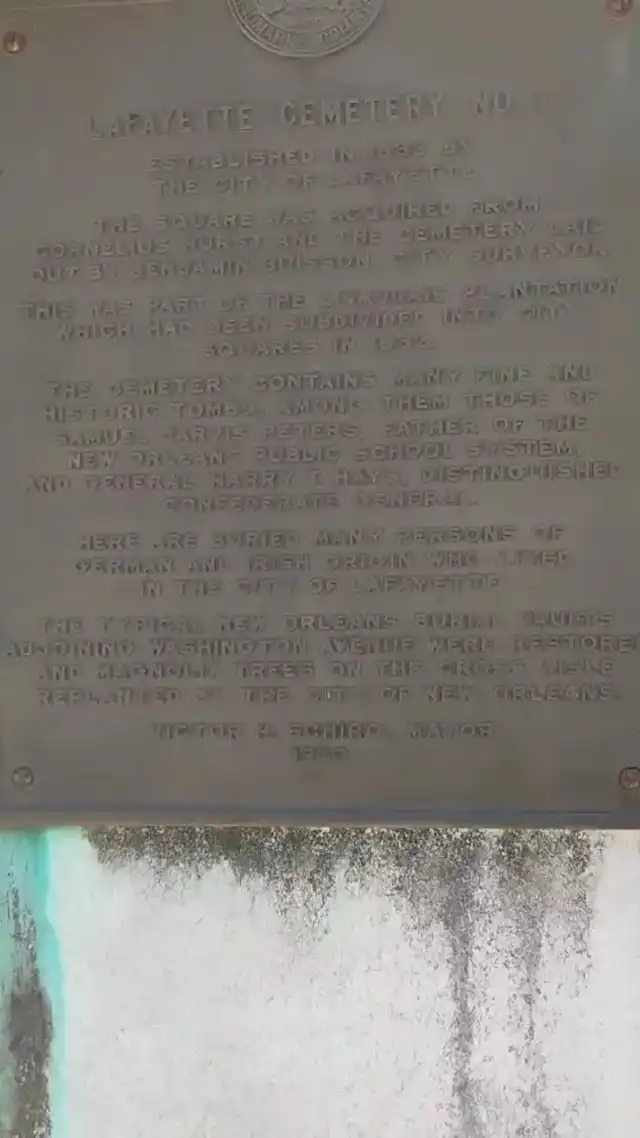 LAFAYETTE CEMETERY NO.
ESTABLISHED IN 1833 BY
THE CITY OF LAFAYETTE
THE SQUARE WAS ACQUIRED FROM
CORNELIUS HURST AND THE CEMETERY LAID
OUT BY BENJAMIN BUISSON, CITY SURVEYOR
THIS WAS PART OF THE LIVAUDAIS PLANTATION
WHICH HAD BEEN SUBDIVIDED INTO CITY
SQUARES IN 1832.
THE CEMETERY CONTAINS MANY FINE AND
HISTORIC TOMBS, AMONG THEM THOSE OF
SAMUEL JARVIS PETERS, FATHER OF THE
NEW ORLEANS PUBLIC SCHOOL SYSTEM,
AND GENERAL HARRY T. HAYS, DISTINGUISHED
CONFEDERATE GENERAL.
HERE ARE BURIED MANY PERSONS OF
GERMAN AND IRISH ORIGIN WHO LIVED
IN THE CITY OF LAFAYETTE
THE TYPICAL NEW ORLEANS BURIAL VAULTS
ADJOINING WASHINGTON AVENUE WERE RESTORED
AND MAGNOLIA TREES ON THE CROSS AISLE
REPLANTED BY THE CITY OF NEW ORLEANS
VICTOR H. SCHIRO, MAYOR